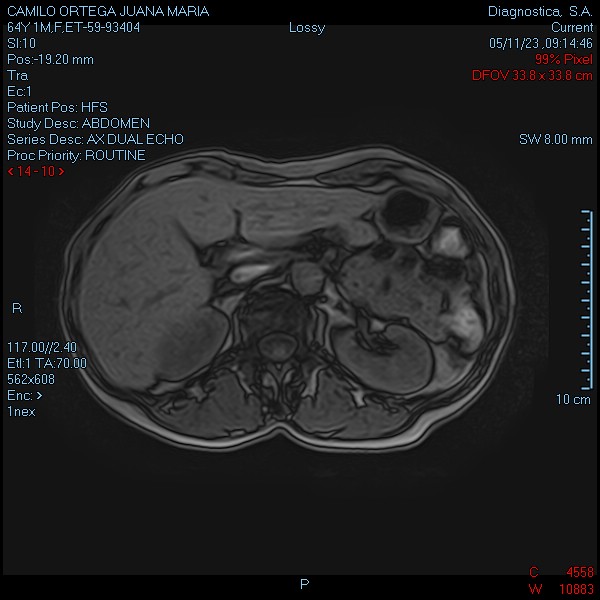 CAMILO ORTEGA JUANA MARIA
64Y 1M,F,ET-59-93404
Sl:10
Pos:-19.20 mm
Tra
Ec:1
Patient Pos: HFS
Study Desc: ABDOMEN
Series Desc: AX DUAL ECHO
Proc Priority: ROUTINE
< 14 - 10 >
Lossy
Diagnostica, S.A.
Current
05/11/23 ,09:14:46
99% Pixel
DFOV 33.8 x 33.8 cm
SW 8.00 mm
R
117.00//2.40
Etl:1 TA:70.00
562x608
Enc: >
1nex
10 cm
P
C 4558
W 10883